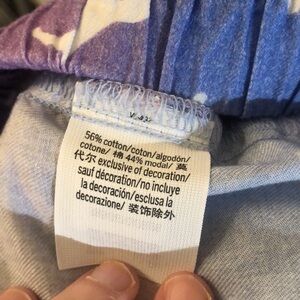 56% cotton/coton/algodón/
cotone/ 棉 44% modal/ 莫
代尔 exclusive of decoration/
sauf décoration/no incluye
la decoración/esclusa la
decorazione/ 装饰除外